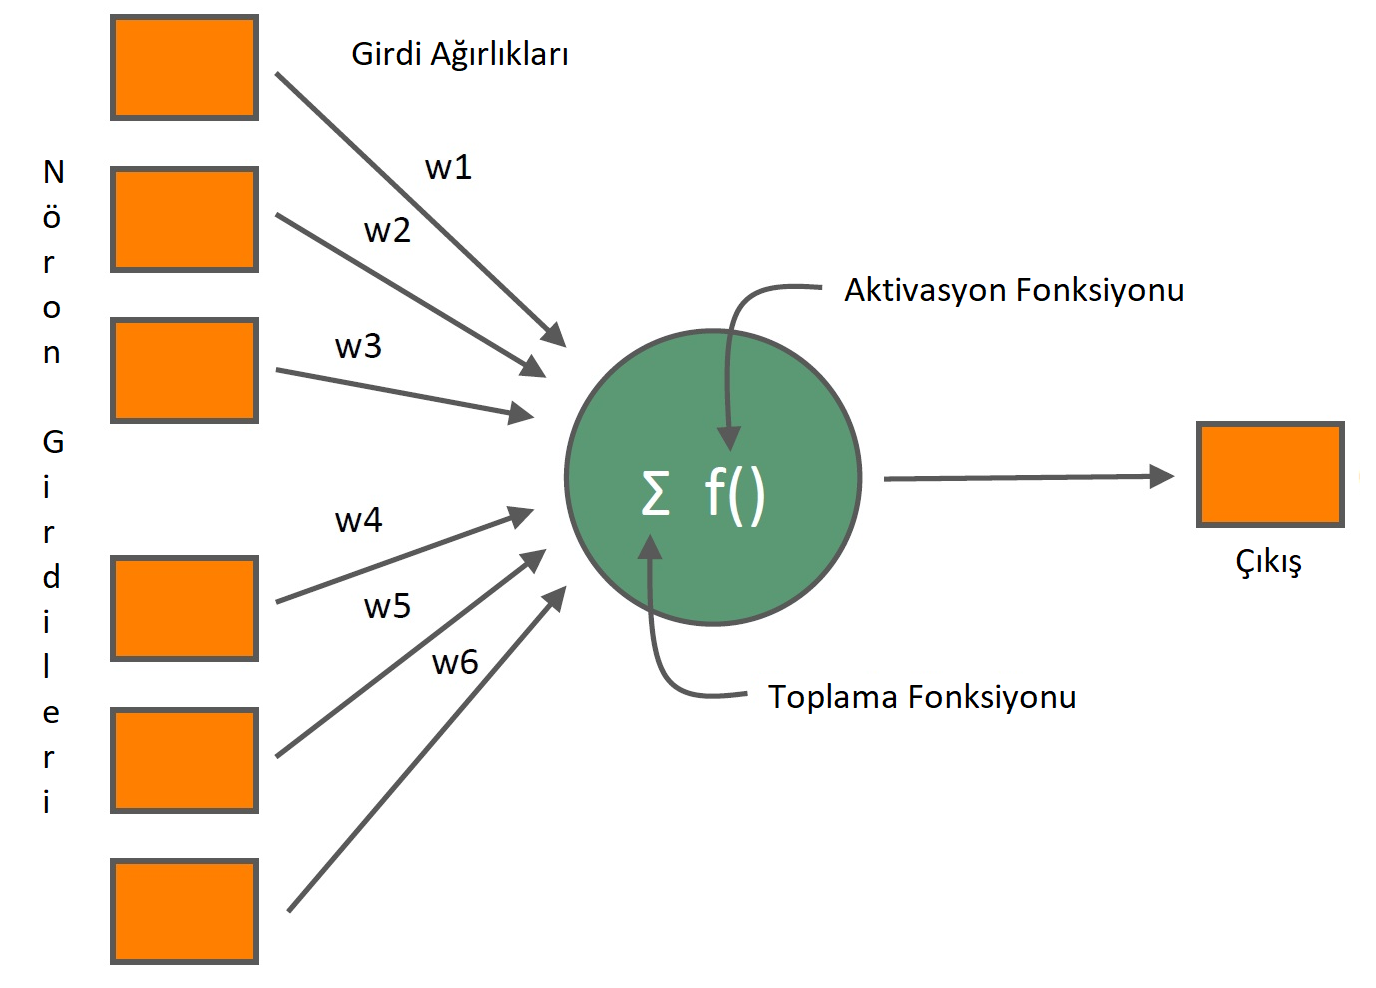 Girdi Ağırlıkları
Nöron Girdileri
w1
w2
w3
w4
w5
w6
Aktivasyon Fonksiyonu
Σ f()
Toplama Fonksiyonu
Çıkış